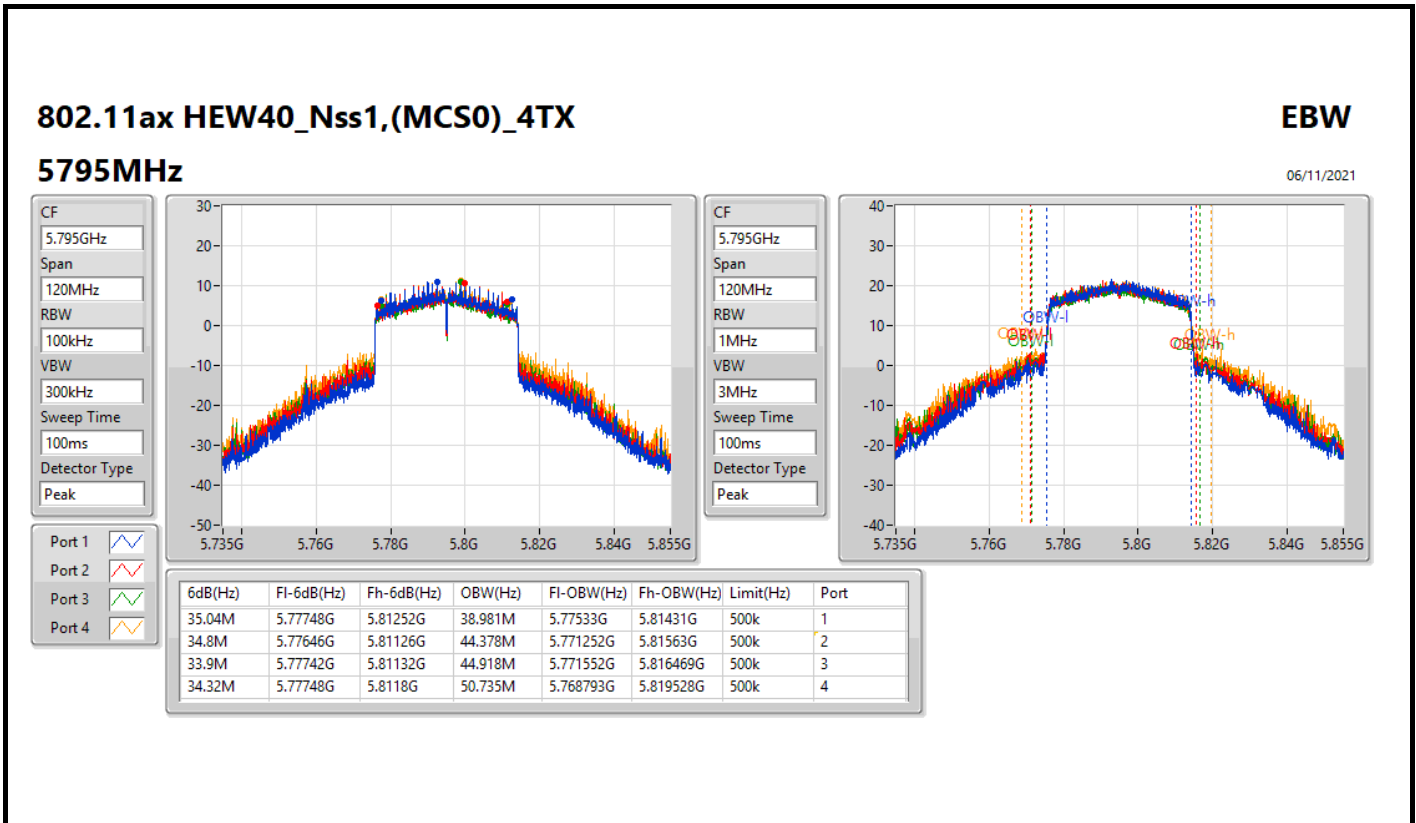 802.11ax HEW40_Nss1,(MCS0)_4TX
EBW
5795MHz
06/11/2021
CF
5.795GHz
Span
120MHz
RBW
100kHz
VBW
300kHz
Sweep Time
100ms
Detector Type
Peak
30
20
10
0
-10
-20
-30
-40
-50
5.735G 5.76G 5.78G 5.8G 5.82G 5.84G 5.855G
CF
5.795GHz
Span
120MHz
RBW
1MHz
VBW
3MHz
Sweep Time
100ms
Detector Type
Peak
40
30
20
10
0
-10
-20
-30
-40
OBW-l
OBW-h
5.735G 5.76G 5.78G 5.8G 5.82G 5.84G 5.855G
Port 1
Port 2
Port 3
Port 4
6dB(Hz) Fl-6dB(Hz) Fh-6dB(Hz) OBW(Hz) Fl-OBW(Hz) Fh-OBW(Hz) Limit(Hz) Port
35.04M 5.77748G 5.81252G 38.981M 5.77533G 5.81431G 500k 1
34.8M 5.77646G 5.81126G 44.378M 5.771252G 5.81563G 500k 2
33.9M 5.77742G 5.81132G 44.918M 5.771552G 5.816469G 500k 3
34.32M 5.77748G 5.8118G 50.735M 5.768793G 5.819528G 500k 4